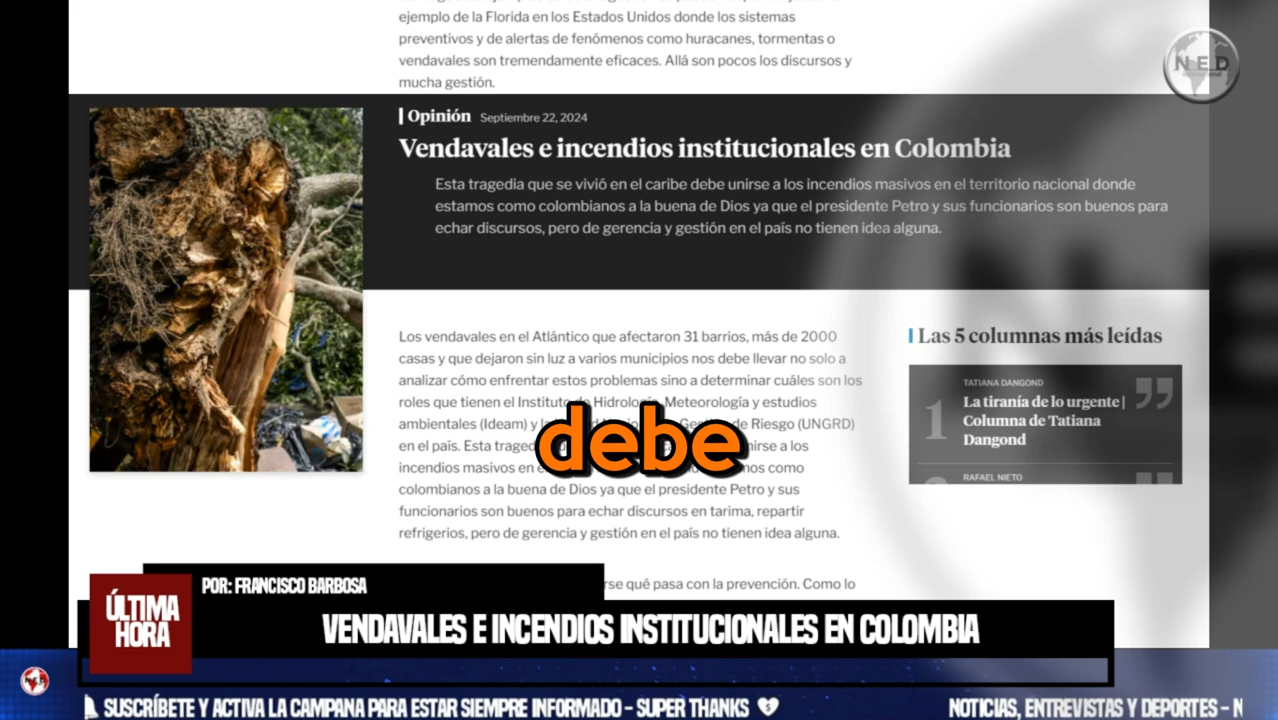 ejemplo de la Florida en los Estados Unidos donde los sistemas
preventivos y de alertas de fenómenos como huracanes, tormentas o
vendavales son tremendamente eficaces. Allá son pocos los discursos y
mucha gestión.
NED
Opinión Septiembre 22, 2024
Vendavales e incendios institucionales en Colombia
Esta tragedia que se vivió en el caribe debe unirse a los incendios masivos en el territorio nacional donde
estamos como colombianos a la buena de Dios ya que el presidente Petro y sus funcionarios son buenos para
echar discursos, pero de gerencia y gestión en el país no tienen idea alguna.
Los vendavales en el Atlántico que afectaron 31 barrios, más de 2000
casas y que dejaron sin luz a varios municipios nos debe llevar no solo a
analizar cómo enfrentar estos problemas sino a determinar cuáles son los
roles que tienen el Instituto de Hidrología, Meteorología y estudios
ambientales (Ideam) y la de Riesgo (UNGRD)
en el país. Esta a los
incendios masivos en como
colombianos a la buena de Dios ya que el presidente Petro y sus
funcionarios son buenos para echar discursos en tarima, repartir
refrigerios, pero de gerencia y gestión en el país no tienen idea alguna.
qué pasa con la prevención. Como lo
debe
Las 5 columnas más leídas
TATIANA DANGOND
1 La tiranía de lo urgente |
Columna de Tatiana
Dangond
RAFAEL NIETO
POR: FRANCISCO BARBOSA
ÚLTIMA
HORA
VENDAVALES E INCENDIOS INSTITUCIONALES EN COLOMBIA
SUSCRÍBETE Y ACTIVA LA CAMPANA PARA ESTAR SIEMPRE INFORMADO - SUPER THANKS
NOTICIAS, ENTREVISTAS Y DEPORTES - N